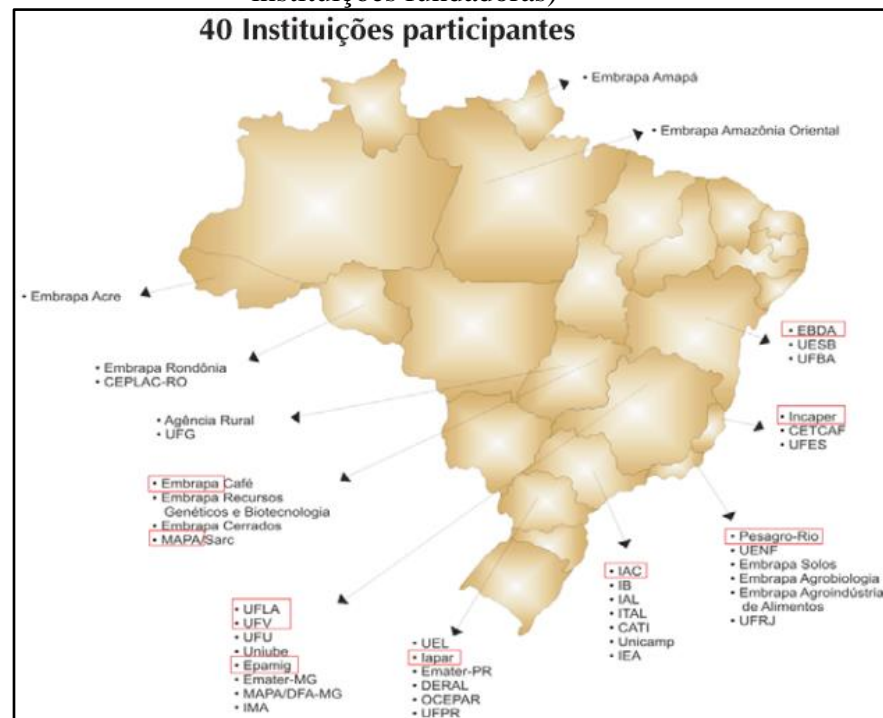 instituições fundadoras)
40 Instituições participantes
• Embrapa Amapá
• Embrapa Amazônia Oriental
• Embrapa Acre
• EBDA
• UESB
• UFBA
• Embrapa Rondônia
• CEPLAC-RO
• Agência Rural
• UFG
• Incaper
• CETCAF
• UFES
• Embrapa Café
• Embrapa Recursos
Genéticos e Biotecnologia
• Embrapa Cerrados
• MAPA/Sarc
• Pesagro-Rio
• UENF
• Embrapa Solos
• Embrapa Agrobiologia
• Embrapa Agroindústria
de Alimentos
• UFRJ
• IAC
• IB
• IAL
• ITAL
• CATI
• Unicamp
• IEA
• UFLA
• UFV
• UFU
• Uniube
• Epamig
• Emater-MG
• MAPA/DFA-MG
• IMA
• UEL
• Iapar
• Emater-PR
• DERAL
• OCEPAR
• UFPR